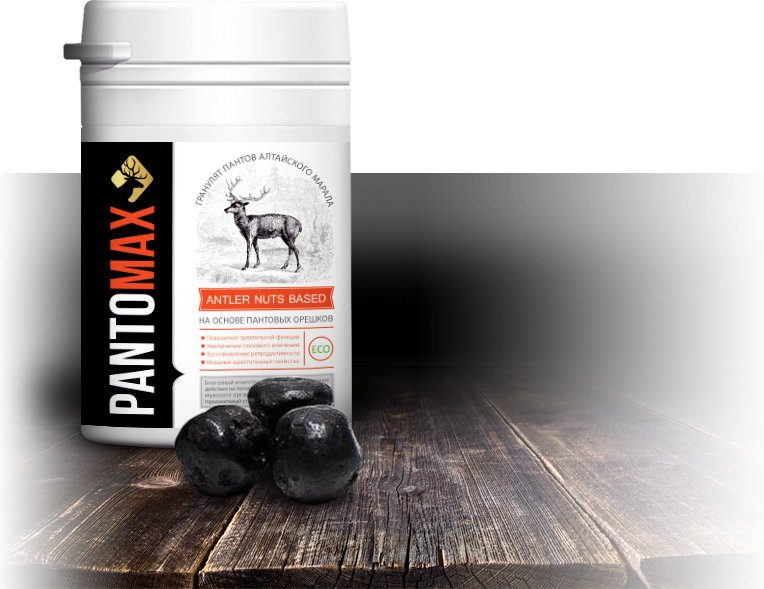 PANTOMAX
ГРАНУЛЯТ ПАНТОВ АЛТАЙСКОГО МАРАЛА
ANTLER NUTS BASED
НА ОСНОВЕ ПАНТОВЫХ ОРЕШКОВ
Повышение эректильной функции
Увеличение полового влечения
Восстановление репродуктивности
Мощные адаптогенные свойства
ECO